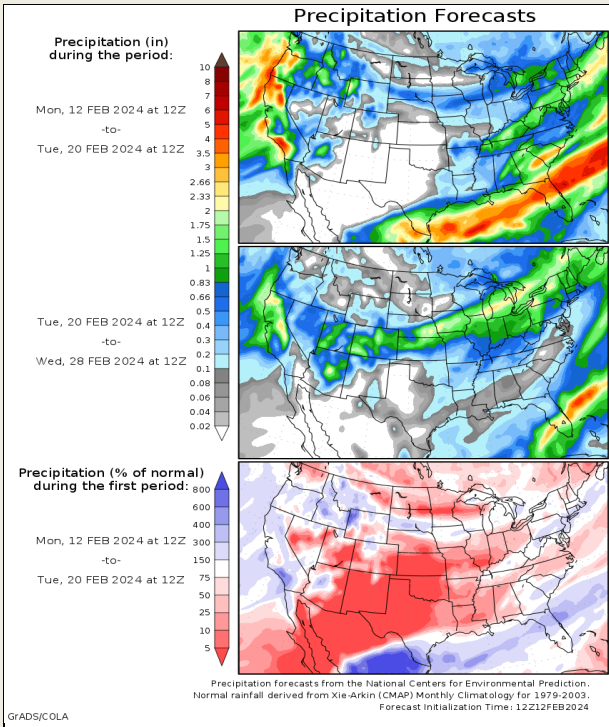 Precipitation Forecasts
Precipitation (in)
during the period:
Mon, 12 FEB 2024 at 12Z
-to-
Tue, 20 FEB 2024 at 12Z
10
8
7
6
5
4
3.5
3
2.66
2.33
2
1.75
1.5
1.25
1
0.83
0.66
0.5
0.4
0.3
0.2
0.1
0.08
0.06
0.04
0.02
Tue, 20 FEB 2024 at 12Z
-to-
Wed, 28 FEB 2024 at 12Z
Precipitation (% of normal)
during the first period:
Mon, 12 FEB 2024 at 12Z
-to-
Tue, 20 FEB 2024 at 12Z
800
600
400
300
150
75
50
25
10
5
Precipitation forecasts from the National Centers for Environmental Prediction.
Normal rainfall derived from Xie-Arkin (CMAP) Monthly Climatology for 1979-2003.
Forecast Initialization Time: 12Z12FEB2024
GrADS/COLA